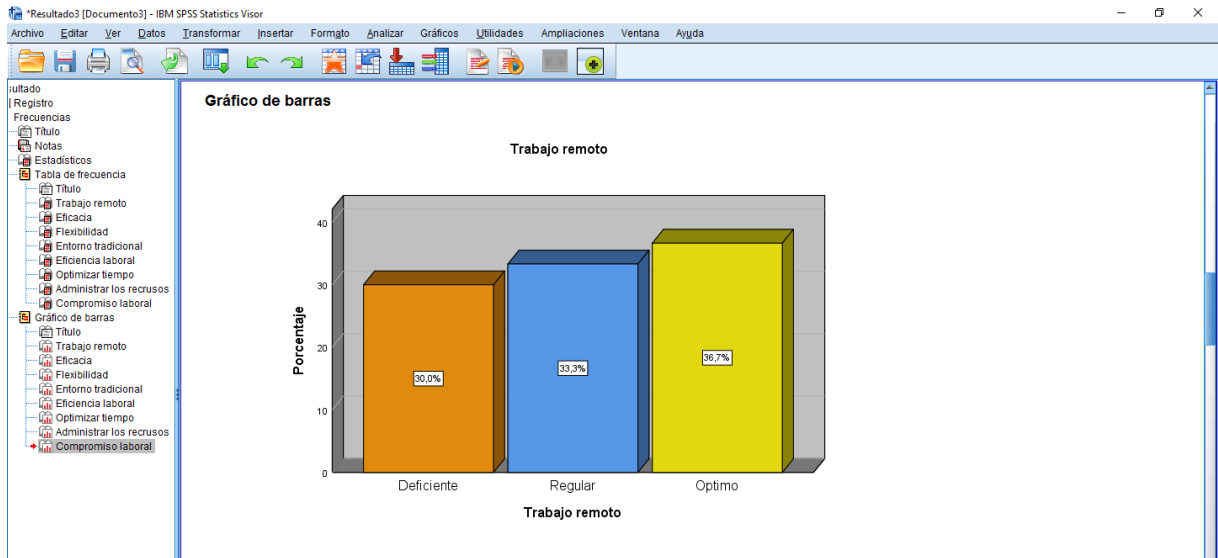 *Resultado3 [Documento3] - IBM SPSS Statistics Visor
Archivo Editar Ver Datos Transformar Insertar Formato Analizar Gráficos Utilidades Ampliaciones Ventana Ayuda
sultado
Registro
Frecuencias
Título
Notas
Estadísticos
Tabla de frecuencia
Título
Trabajo remoto
Eficacia
Flexibilidad
Entorno tradicional
Eficiencia laboral
Optimizar tiempo
Administrar los recrusos
Compromiso laboral
Gráfico de barras
Título
Trabajo remoto
Eficacia
Flexibilidad
Entorno tradicional
Eficiencia laboral
Optimizar tiempo
Administrar los recrusos
Compromiso laboral
Gráfico de barras
Trabajo remoto
Porcentaje
40
30
20
10
0
30,0%
33,3%
36,7%
Deficiente Regular Optimo
Trabajo remoto